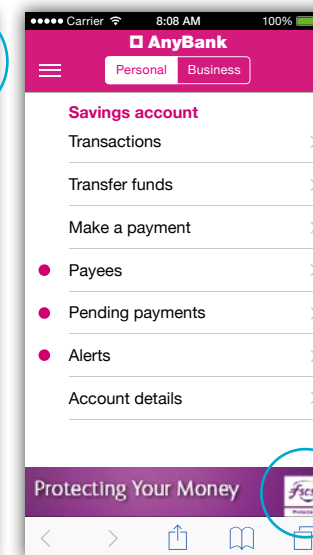 Carrier 8:08 AM 100%
AnyBank
Personal Business
Savings account
Transactions
Transfer funds
Make a payment
Payees
Pending payments
Alerts
Account details
Protecting Your Money